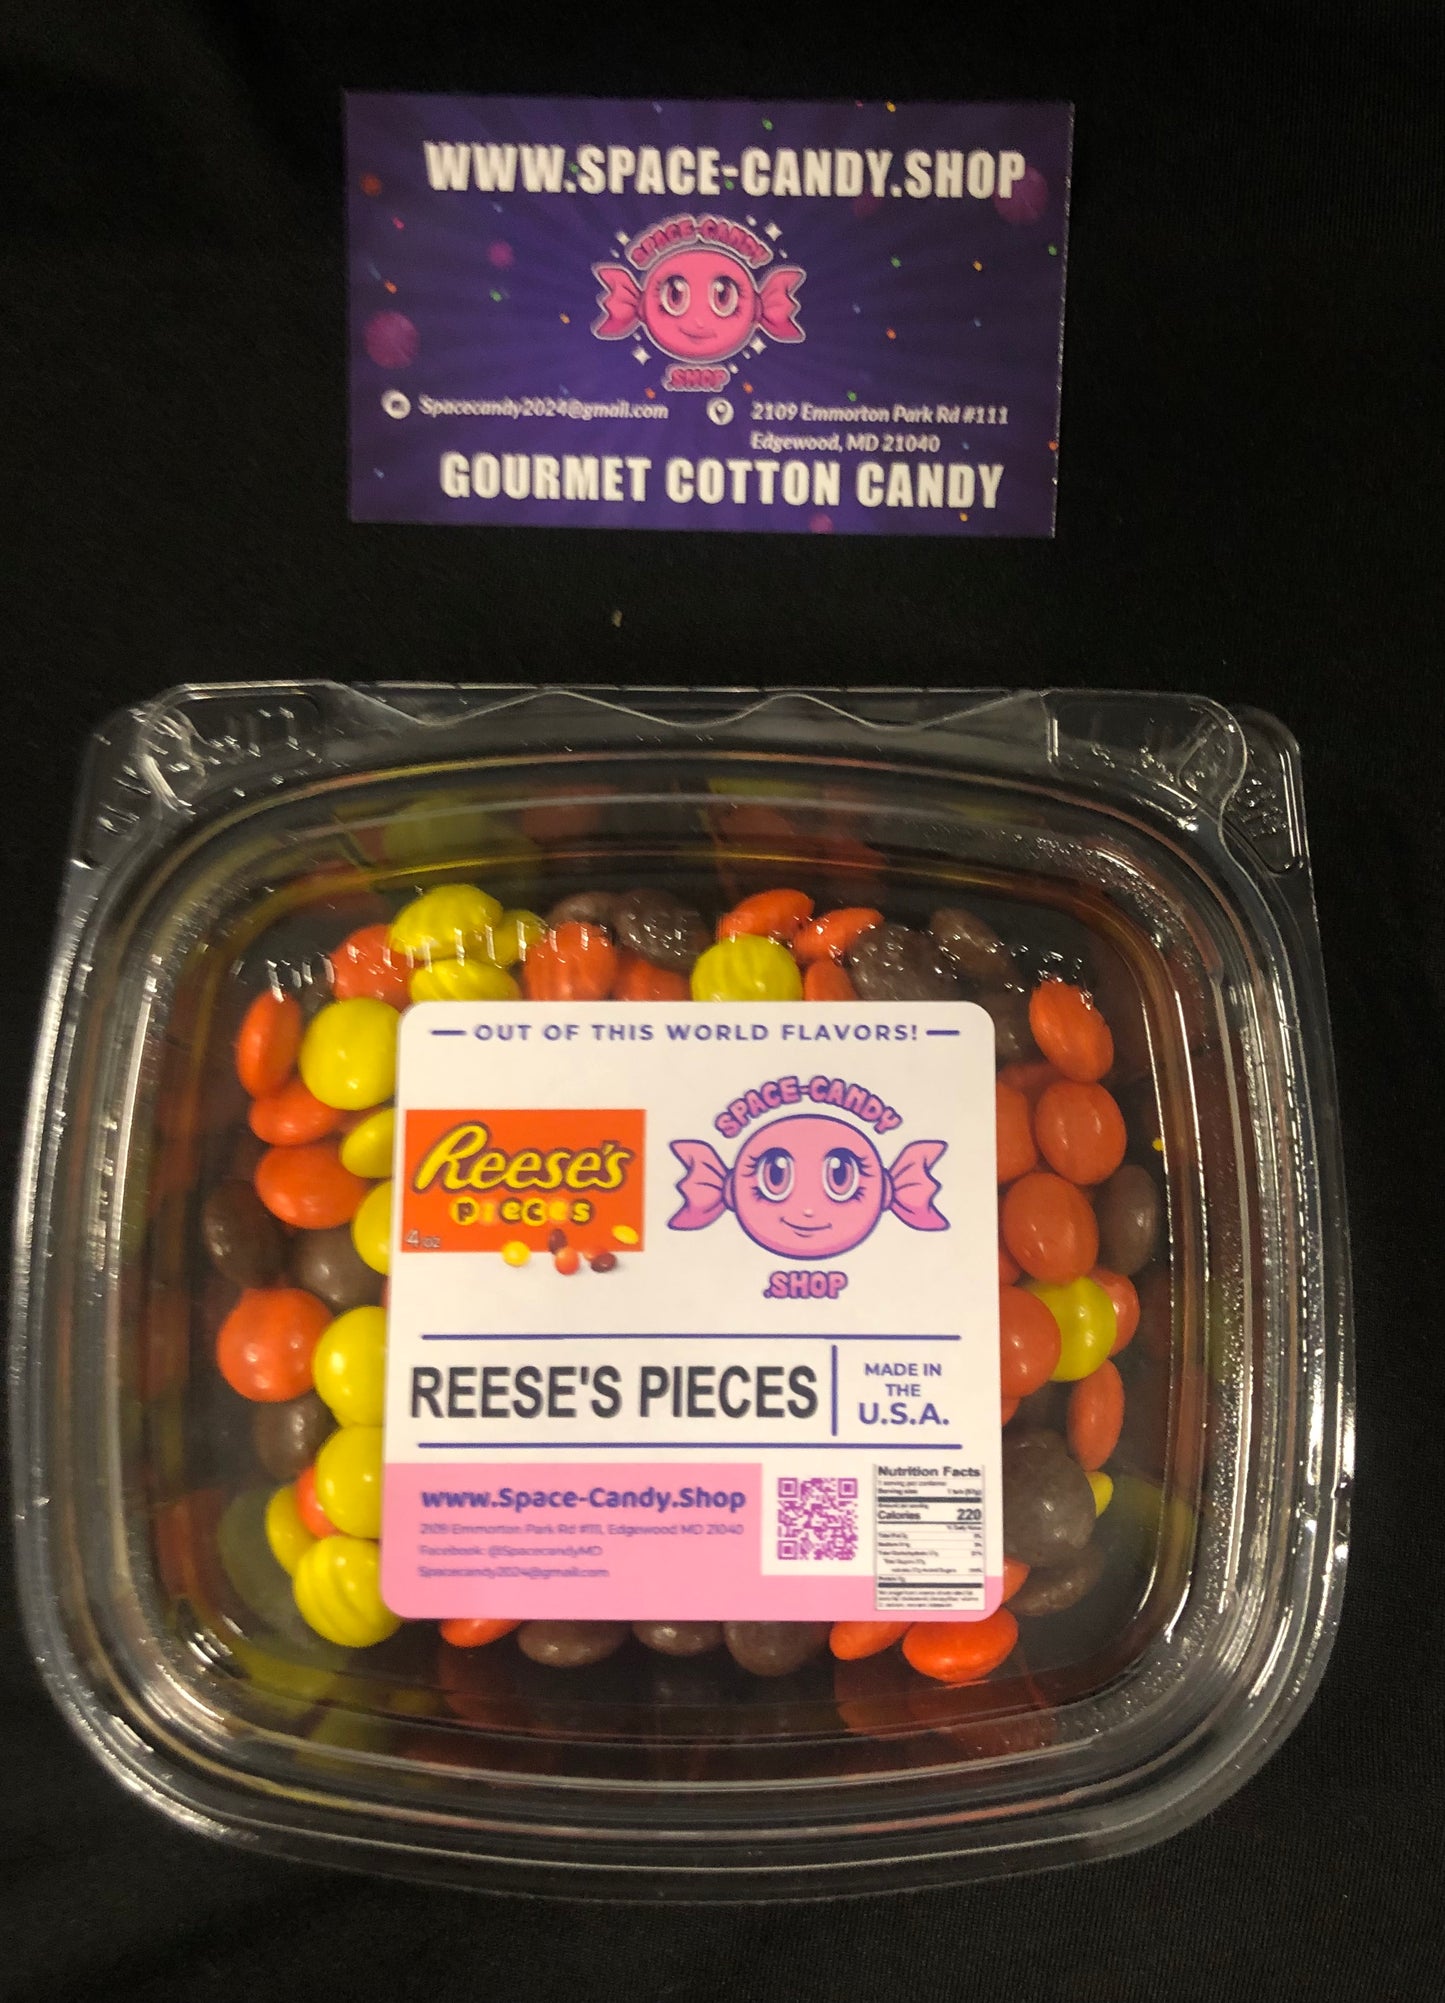 WWW.SPACE-CANDY.SHOP
SPACE-CANDY
.SHOP
Spacecandy2024@gmail.com
2109 Emmorton Park Rd #111
Edgewood, MD 21040
GOURMET COTTON CANDY
OUT OF THIS WORLD FLAVORS!
Reese's
pieces
4 oz
SPACE-CANDY
.SHOP
REESE'S PIECES
MADE IN
THE
U.S.A.
www.Space-Candy.Shop
2109 Emmorton Park Rd #111, Edgewood MD 21040
Facebook: @SpacecandyMD
Spacecandy2024@gmail.com
Nutrition Facts
Serving size
Calories 220